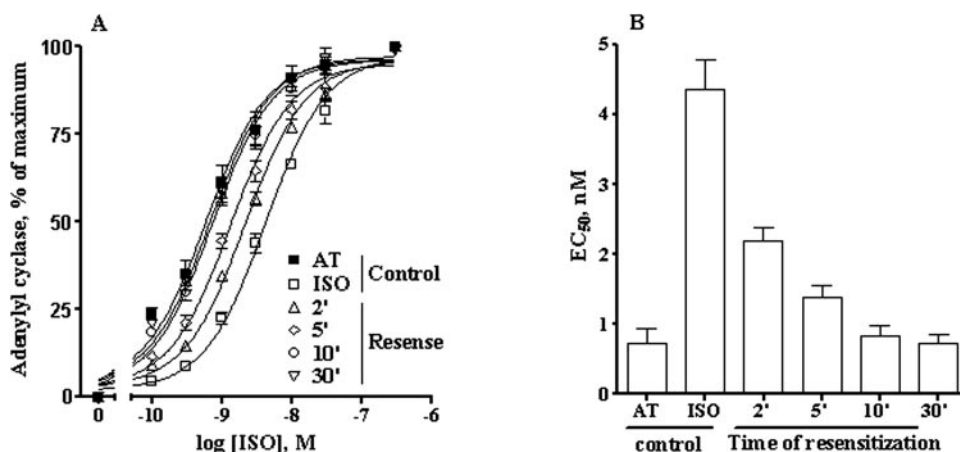 A
Adenylyl cyclase, % of maximum
100
75
50
25
0
AT
ISO
Control
2'
5'
10'
30'
Resense
0
-10
-9
-8
-7
-6
log [ISO], M
B
EC50, nM
5
4
3
2
1
0
AT
ISO
2'
5'
10'
30'
control
Time of resensitization